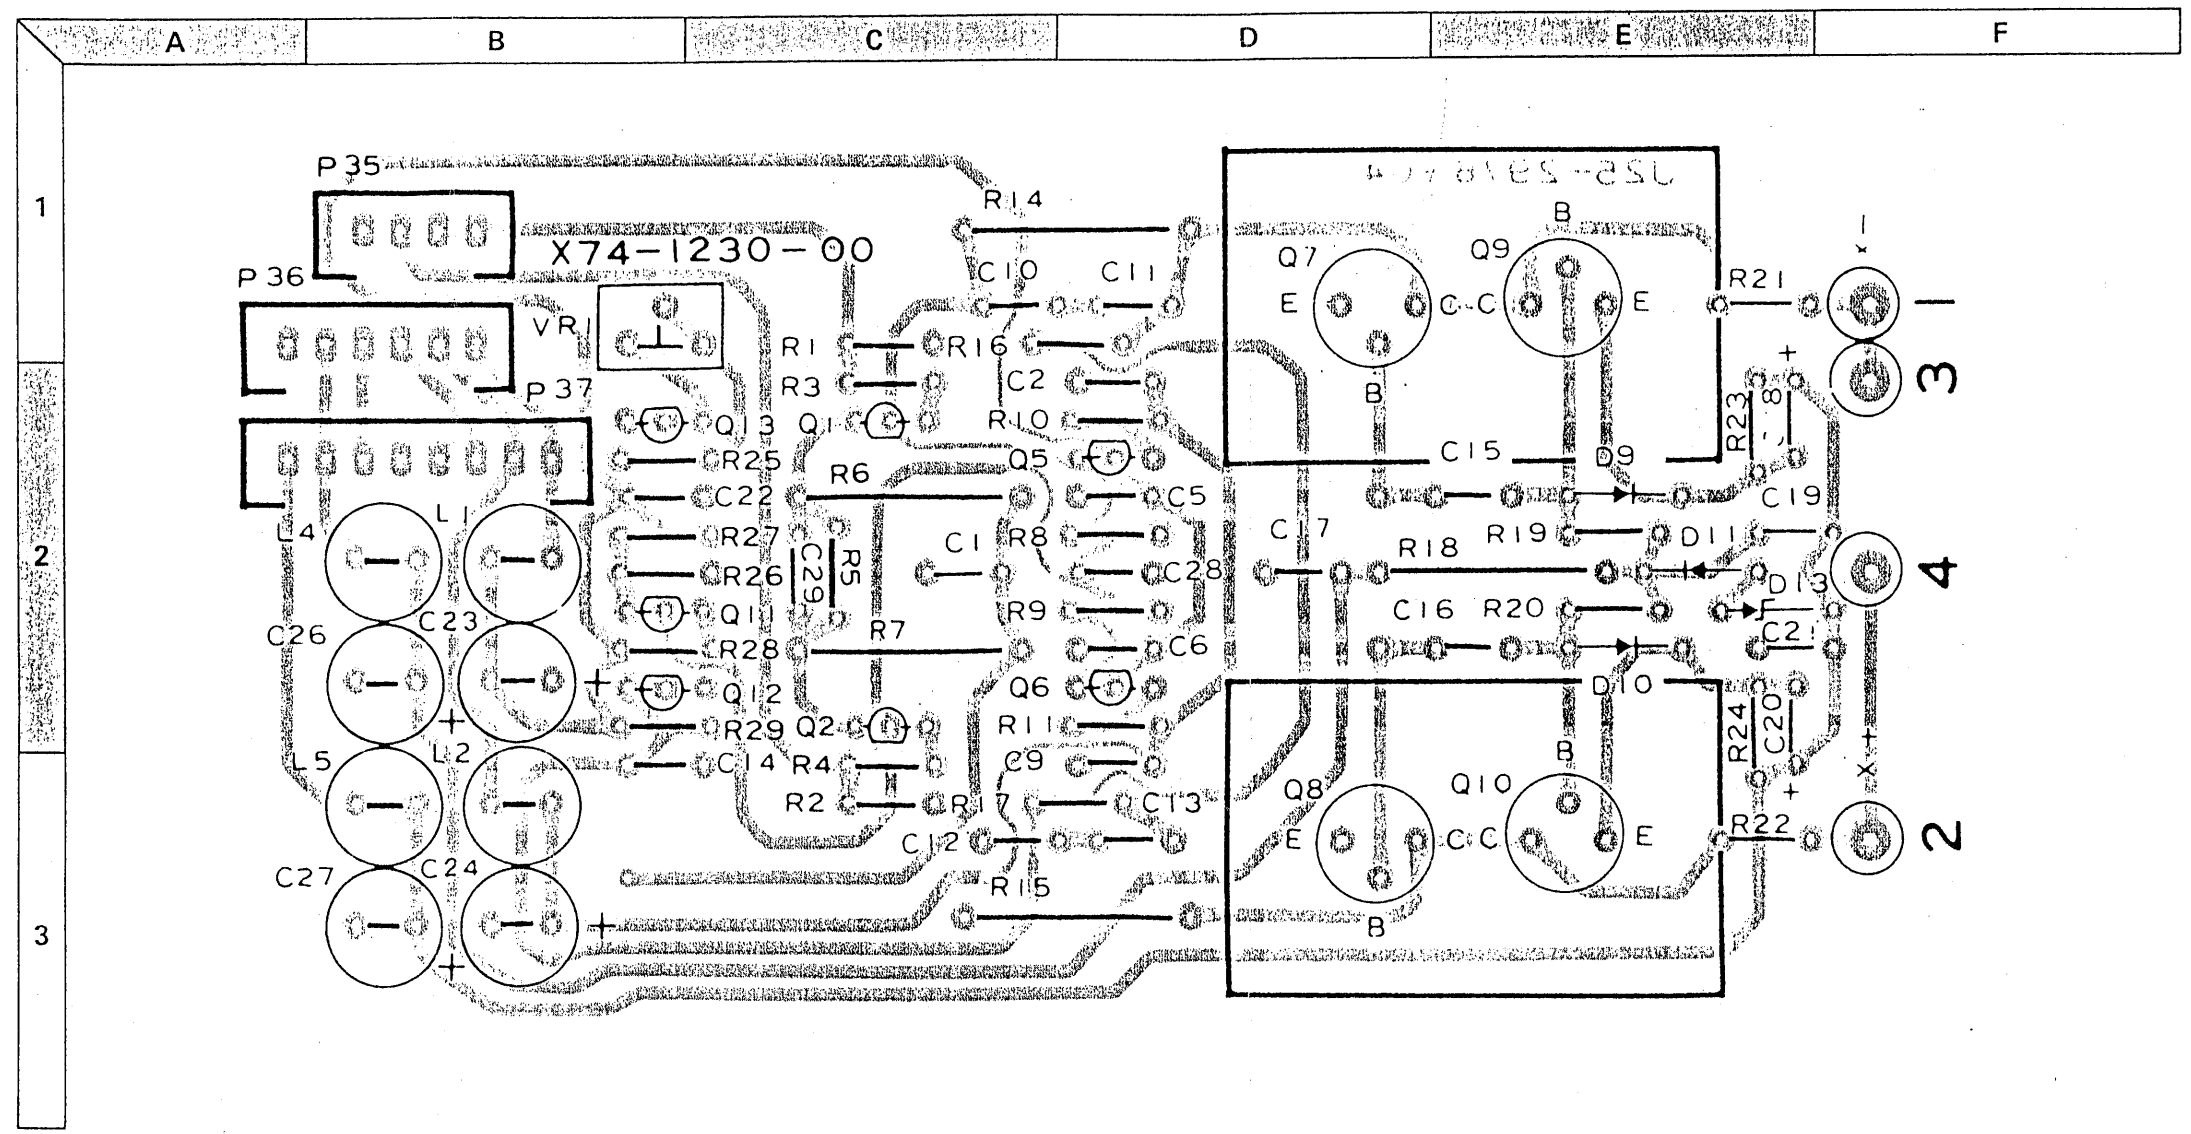 A B C D E F
1
2
3
P35
R14
X74-1230-00
P36
VR1
C10 C11
Q7
E
C
B
Q9
B
C
E
R21
-
x
1
3
R1
R16
R3
C2
P37
Q13
Q1
R10
R25
R6
Q5
C22
C5
C15
D9
R23
8
+
C19
L4
L1
R27
C29
R5
C1
R8
C17
R18
R19
D11
R26
C28
D13
4
Q11
R9
C16
R20
C26
C23
R28
R7
C6
C21
+
Q12
Q6
D10
+
R29
Q2
R11
R24
C20
L5
L2
C14
R4
C9
B
x+
R2
R17
C13
Q8
Q10
+
C12
E
C
C
E
R22
2
C27
C24
R15
B
+
+